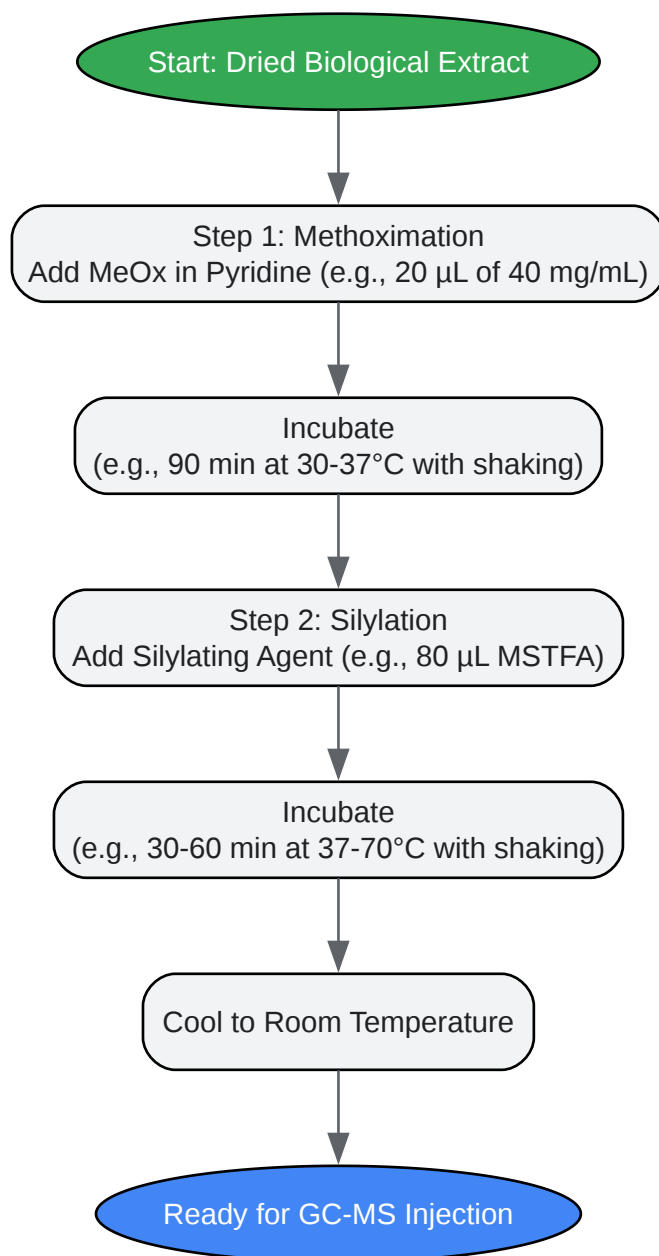 Start: Dried Biological Extract
Step 1: Methoximation
Add MeOx in Pyridine (e.g., 20 µL of 40 mg/mL)
Incubate
(e.g., 90 min at 30-37°C with shaking)
Step 2: Silylation
Add Silylating Agent (e.g., 80 µL MSTFA)
Incubate
(e.g., 30-60 min at 37-70°C with shaking)
Cool to Room Temperature
Ready for GC-MS Injection